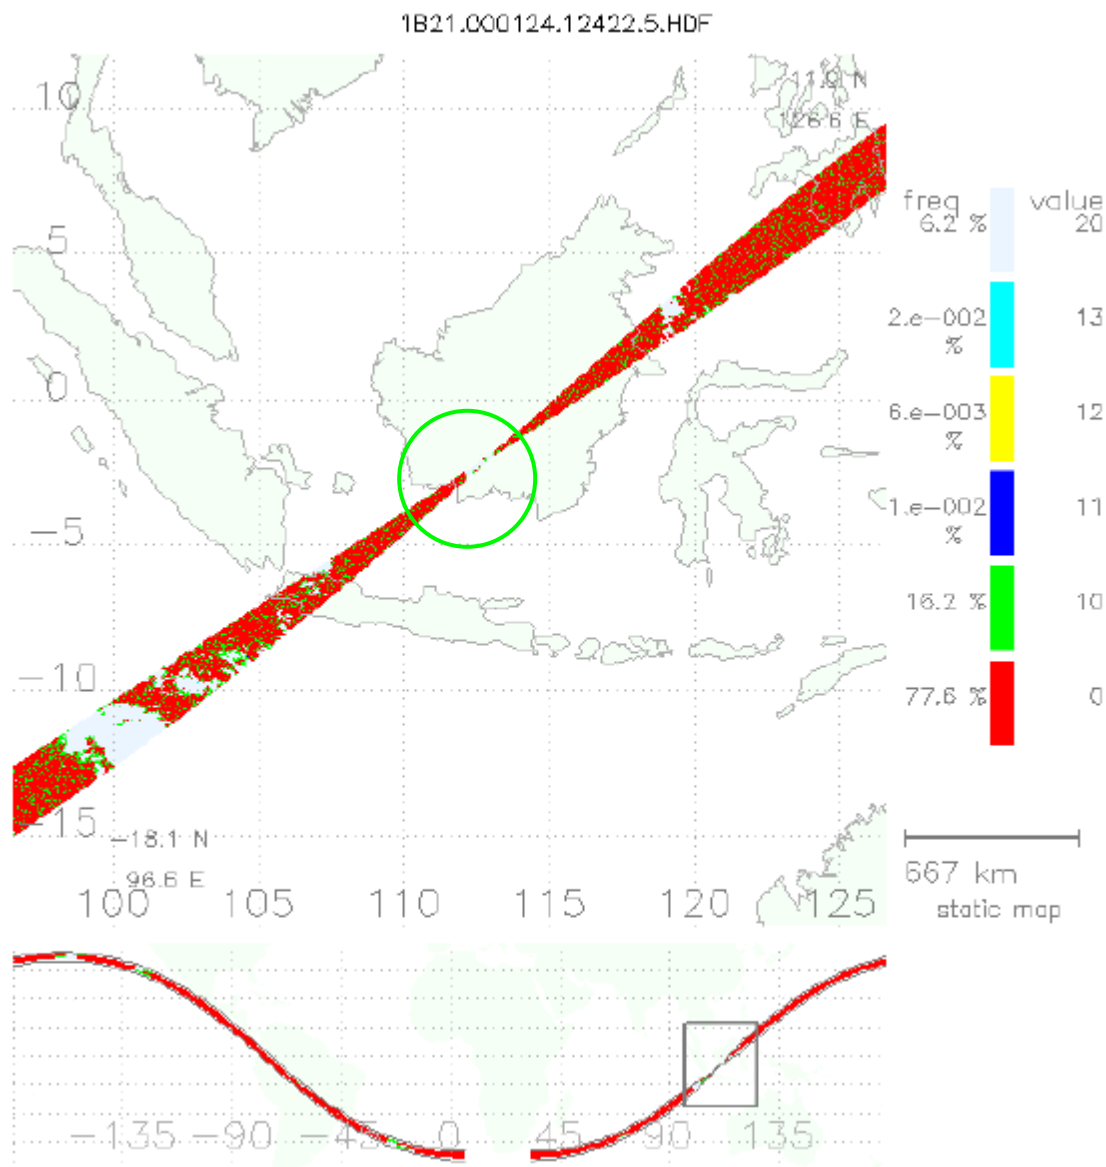 1B21.000124.12422.5.HDF
11.9 N
126.6 E
10
5
0
-5
-10
-15
-18.1 N
96.6 E
100 105 110 115 120 125
freq value
6.2 % 20
2.e-002 % 13
6.e-003 % 12
1.e-002 % 11
16.2 % 10
77.6 % 0
667 km
static map
-135 -90 -45 0 45 90 135